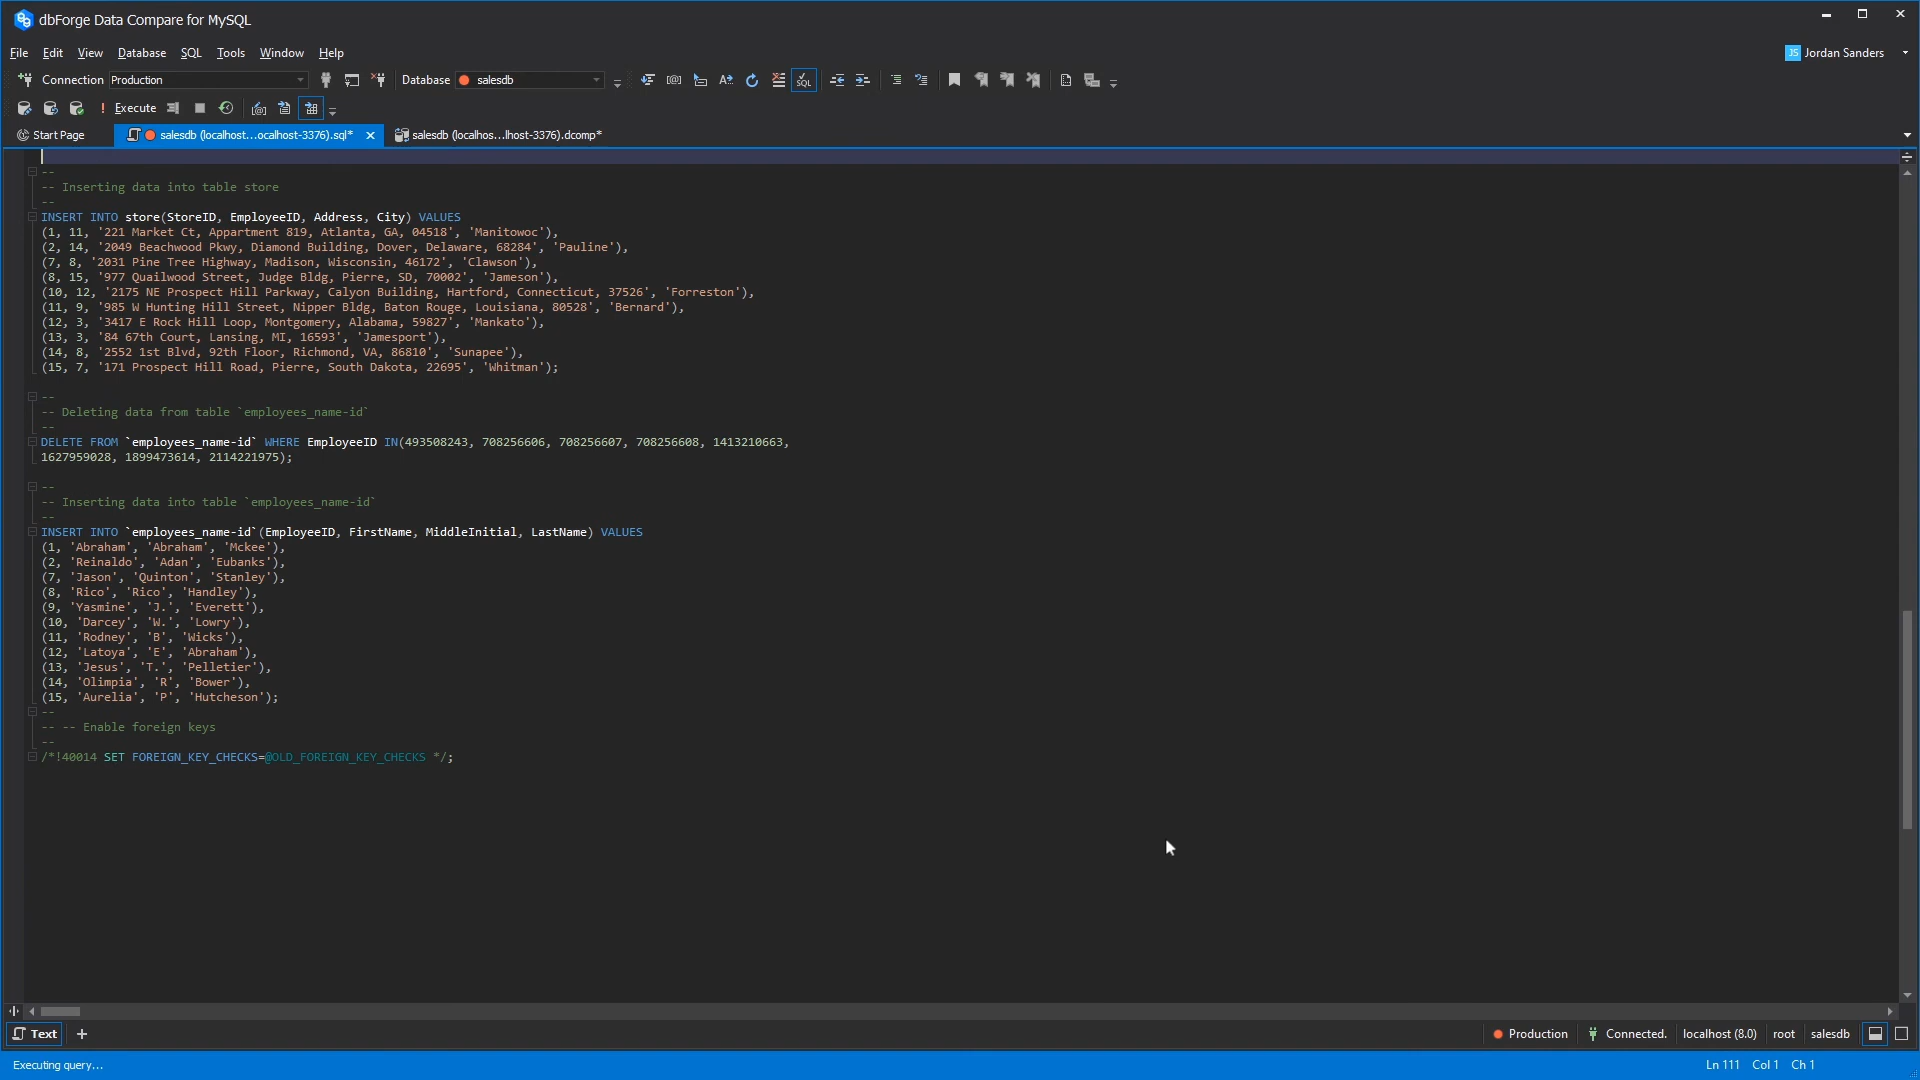 dbForge Data Compare for MySQL
File Edit View Database SQL Tools Window Help
JS Jordan Sanders
Connection Production Database salesdb
SQL
! Execute
Start Page salesdb (localhost...ocalhost-3376).sql* salesdb (localhos...lhost-3376).dcomp*
--
-- Inserting data into table store
--
INSERT INTO store(StoreID, EmployeeID, Address, City) VALUES
(1, 11, '221 Market Ct, Appartment 819, Atlanta, GA, 04518', 'Manitowoc'),
(2, 14, '2049 Beachwood Pkwy, Diamond Building, Dover, Delaware, 68284', 'Pauline'),
(7, 8, '2031 Pine Tree Highway, Madison, Wisconsin, 46172', 'Clawson'),
(8, 15, '977 Quailwood Street, Judge Bldg, Pierre, SD, 70002', 'Jameson'),
(10, 12, '2175 NE Prospect Hill Parkway, Calyon Building, Hartford, Connecticut, 37526', 'Forreston'),
(11, 9, '985 W Hunting Hill Street, Nipper Bldg, Baton Rouge, Louisiana, 80528', 'Bernard'),
(12, 3, '3417 E Rock Hill Loop, Montgomery, Alabama, 59827', 'Mankato'),
(13, 3, '84 67th Court, Lansing, MI, 16593', 'Jamesport'),
(14, 8, '2552 1st Blvd, 92th Floor, Richmond, VA, 86810', 'Sunapee'),
(15, 7, '171 Prospect Hill Road, Pierre, South Dakota, 22695', 'Whitman');
--
-- Deleting data from table `employees_name-id`
--
DELETE FROM `employees_name-id` WHERE EmployeeID IN(493508243, 708256606, 708256607, 708256608, 1413210663,
1627959028, 1899473614, 2114221975);
--
-- Inserting data into table `employees_name-id`
--
INSERT INTO `employees_name-id`(EmployeeID, FirstName, MiddleInitial, LastName) VALUES
(1, 'Abraham', 'Abraham', 'Mckee'),
(2, 'Reinaldo', 'Adan', 'Eubanks'),
(7, 'Jason', 'Quinton', 'Stanley'),
(8, 'Rico', 'Rico', 'Handley'),
(9, 'Yasmine', 'J.', 'Everett'),
(10, 'Darcey', 'W.', 'Lowry'),
(11, 'Rodney', 'B', 'Wicks'),
(12, 'Latoya', 'E', 'Abraham'),
(13, 'Jesus', 'T.', 'Pelletier'),
(14, 'Olimpia', 'R', 'Bower'),
(15, 'Aurelia', 'P', 'Hutcheson');
--
-- -- Enable foreign keys
--
/*!40014 SET FOREIGN_KEY_CHECKS=@OLD_FOREIGN_KEY_CHECKS */;
Text + Production Connected. localhost (8.0) root salesdb
Executing query... Ln 111 Col 1 Ch 1